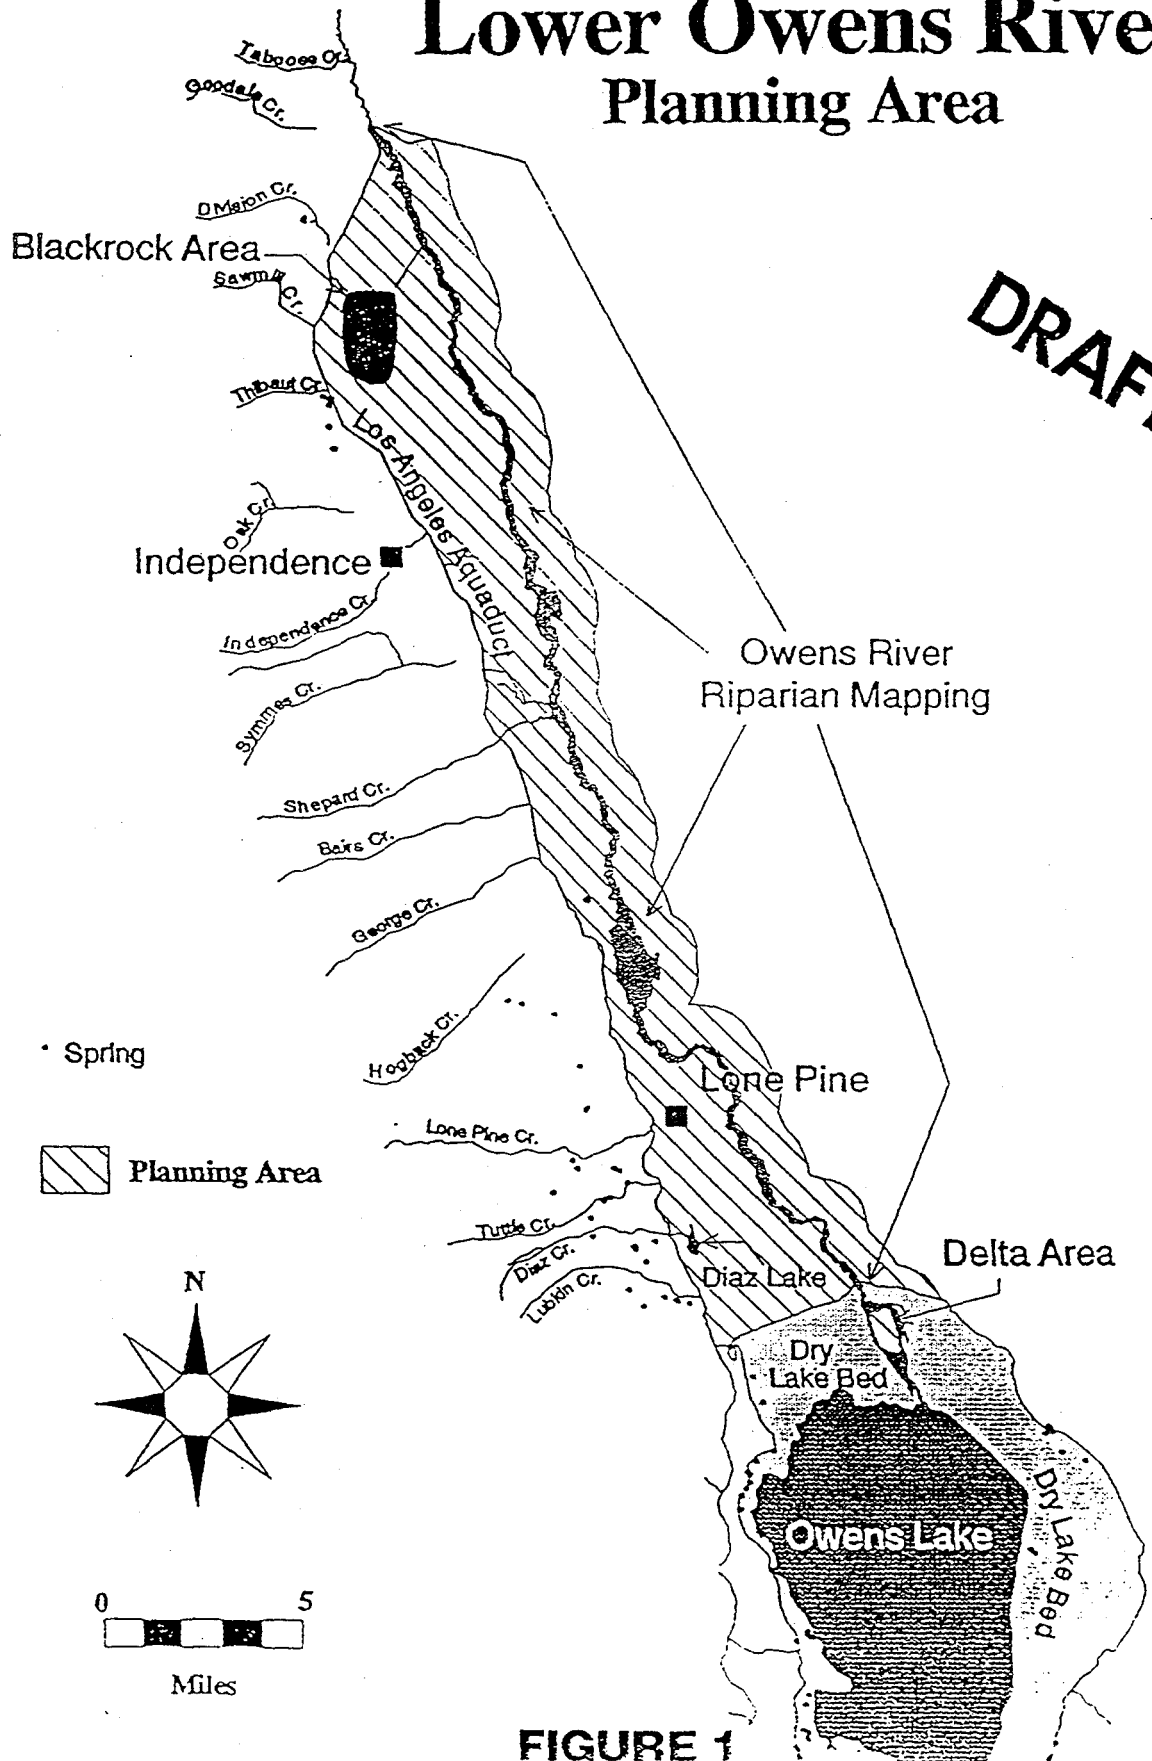 Lower Owens Rive
Planning Area
Taboose Cr.
Goodale Cr.
DRAF
Blackrock Area
Sawmill Cr.
Thibaut Cr.
Los Angeles Aquaduct
Oak Cr.
Independence
Independence Cr.
Symmes Cr.
Owens River
Riparian Mapping
Shepard Cr.
Bairs Cr.
George Cr.
Hogback Cr.
Spring
Lone Pine
Lone Pine Cr.
Planning Area
Tuttle Cr.
Diaz Cr.
Lubkin Cr.
Diaz Lake
Delta Area
N
Dry
Lake Bed
Owens Lake
Dry Lake Bed
0 5
Miles
FIGURE 1